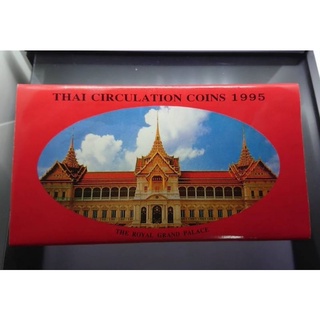 THAI CIRCULATION COINS 1995
THE ROYAL GRAND PALACE